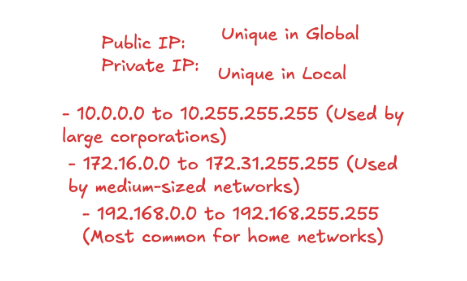 Public IP: Unique in Global
Private IP: Unique in Local
- 10.0.0.0 to 10.255.255.255 (Used by
large corporations)
- 172.16.0.0 to 172.31.255.255 (Used
by medium-sized networks)
- 192.168.0.0 to 192.168.255.255
(Most common for home networks)